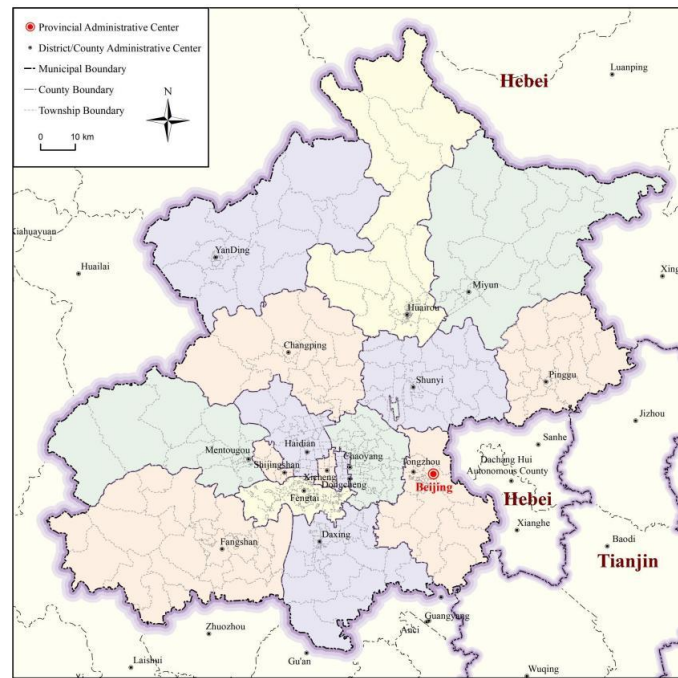 Provincial Administrative Center
District/County Administrative Center
Municipal Boundary
County Boundary
Township Boundary
N
0 10 km
Hebei
Luanping
YanDing
Huailai
Miyun
Huairou
Changping
Shunyi
Pinggu
Jizhou
Sanhe
Haidian
Mentougou
Chaoyang
Shijingshan
Xicheng
Dongcheng
Dachang Hui
Autonomous County
Beijing
Fengtai
Hebei
Xianghe
Daxing
Fangshan
Baodi
Tianjin
Guangyang
Anci
Zhuozhou
Gu'an
Laishui
Wuqing